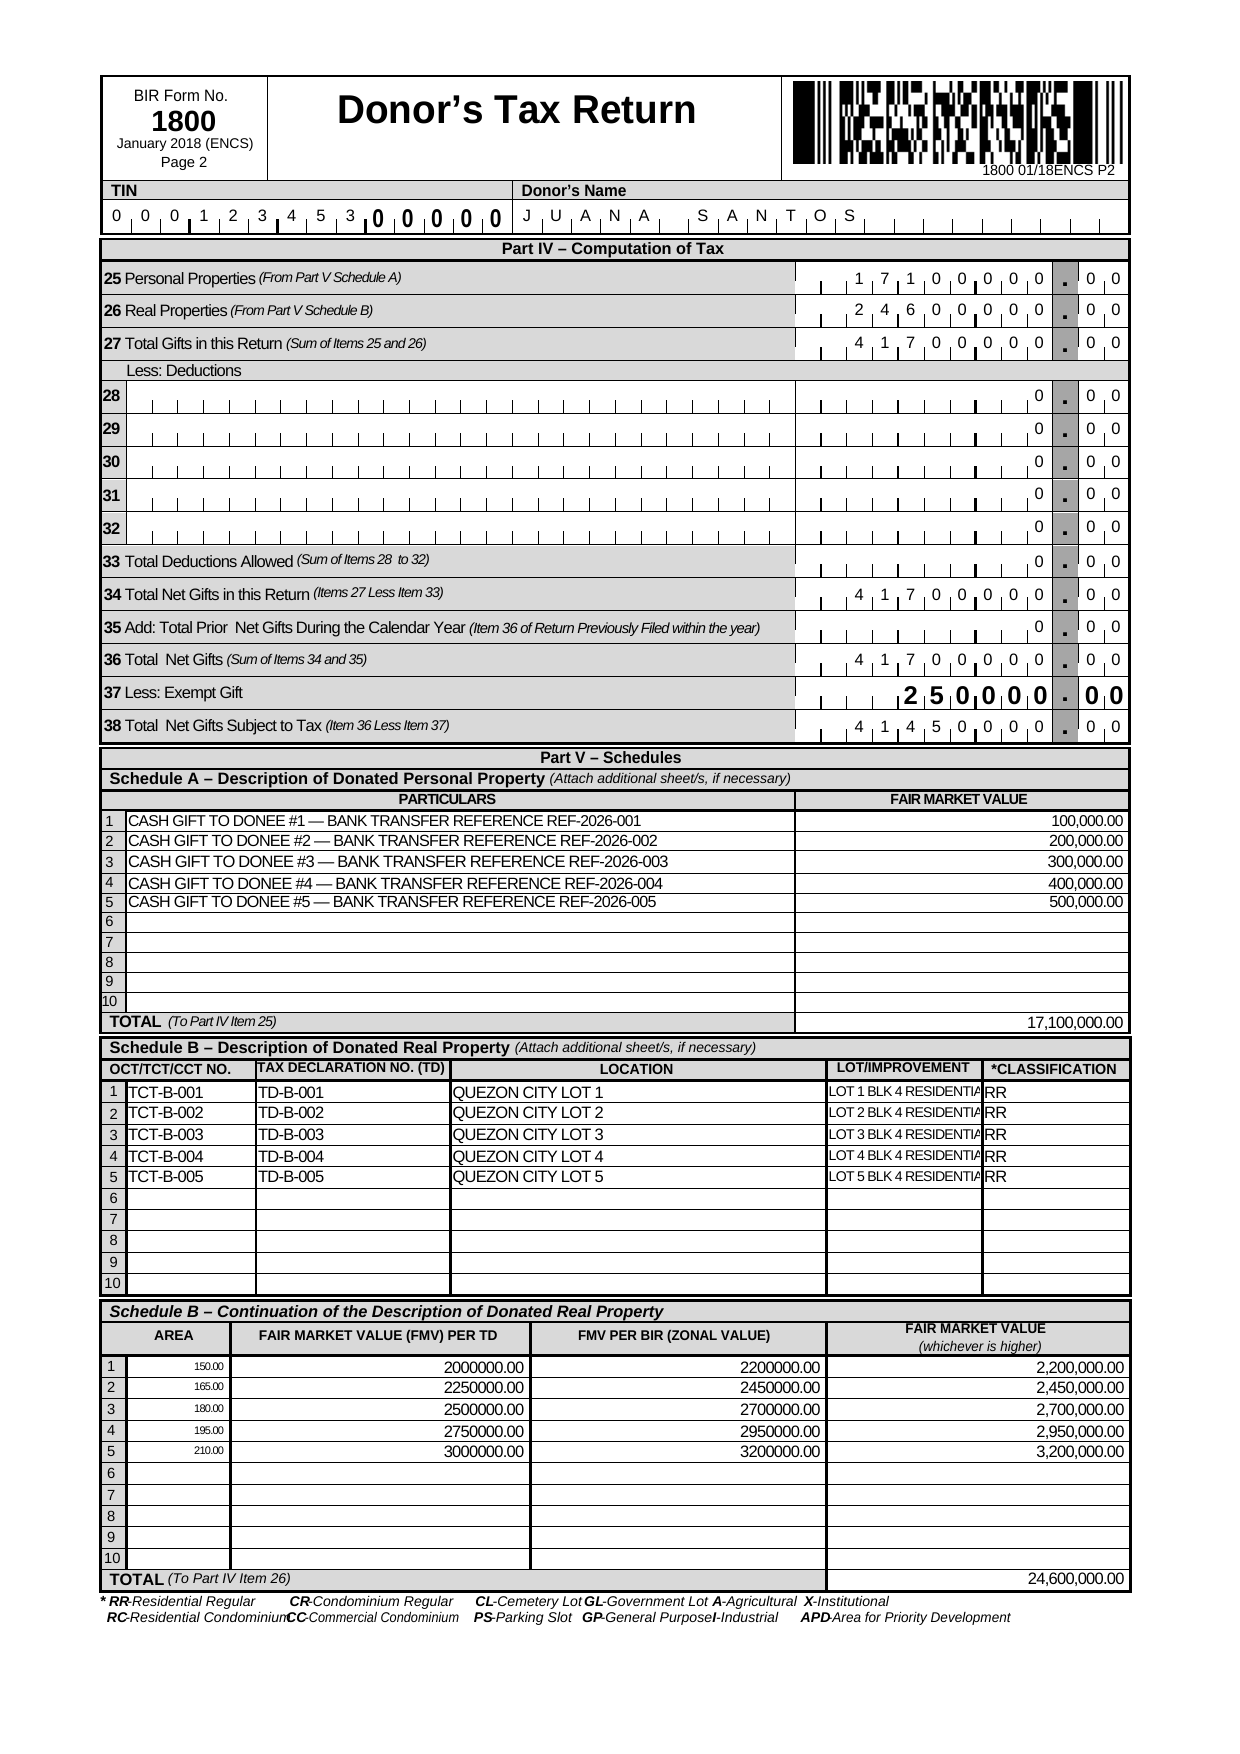 BIR Form No.
1800
January 2018 (ENCS)
Page 2
Donor's Tax Return
1800 01/18ENCS P2
TIN Donor's Name
0 0 0 1 2 3 4 5 3 0 0 0 0 0 J U A N A S A N T O S
Part IV – Computation of Tax
25 Personal Properties (From Part V Schedule A) 1 7 1 0 0 0 0 0 . 0 0
26 Real Properties (From Part V Schedule B) 2 4 6 0 0 0 0 0 . 0 0
27 Total Gifts in this Return (Sum of Items 25 and 26) 4 1 7 0 0 0 0 0 . 0 0
Less: Deductions
28 0 . 0 0
29 0 . 0 0
30 0 . 0 0
31 0 . 0 0
32 0 . 0 0
33 Total Deductions Allowed (Sum of Items 28 to 32) 0 . 0 0
34 Total Net Gifts in this Return (Items 27 Less Item 33) 4 1 7 0 0 0 0 0 . 0 0
35 Add: Total Prior Net Gifts During the Calendar Year (Item 36 of Return Previously Filed within the year) 0 . 0 0
36 Total Net Gifts (Sum of Items 34 and 35) 4 1 7 0 0 0 0 0 . 0 0
37 Less: Exempt Gift 2 5 0 0 0 0 . 0 0
38 Total Net Gifts Subject to Tax (Item 36 Less Item 37) 4 1 4 5 0 0 0 0 . 0 0
Part V – Schedules
Schedule A – Description of Donated Personal Property (Attach additional sheet/s, if necessary)
PARTICULARS FAIR MARKET VALUE
1 CASH GIFT TO DONEE #1 — BANK TRANSFER REFERENCE REF-2026-001 100,000.00
2 CASH GIFT TO DONEE #2 — BANK TRANSFER REFERENCE REF-2026-002 200,000.00
3 CASH GIFT TO DONEE #3 — BANK TRANSFER REFERENCE REF-2026-003 300,000.00
4 CASH GIFT TO DONEE #4 — BANK TRANSFER REFERENCE REF-2026-004 400,000.00
5 CASH GIFT TO DONEE #5 — BANK TRANSFER REFERENCE REF-2026-005 500,000.00
6
7
8
9
10
TOTAL (To Part IV Item 25) 17,100,000.00
Schedule B – Description of Donated Real Property (Attach additional sheet/s, if necessary)
OCT/TCT/CCT NO. TAX DECLARATION NO. (TD) LOCATION LOT/IMPROVEMENT *CLASSIFICATION
1 TCT-B-001 TD-B-001 QUEZON CITY LOT 1 LOT 1 BLK 4 RESIDENTIA RR
2 TCT-B-002 TD-B-002 QUEZON CITY LOT 2 LOT 2 BLK 4 RESIDENTIA RR
3 TCT-B-003 TD-B-003 QUEZON CITY LOT 3 LOT 3 BLK 4 RESIDENTIA RR
4 TCT-B-004 TD-B-004 QUEZON CITY LOT 4 LOT 4 BLK 4 RESIDENTIA RR
5 TCT-B-005 TD-B-005 QUEZON CITY LOT 5 LOT 5 BLK 4 RESIDENTIA RR
6
7
8
9
10
Schedule B – Continuation of the Description of Donated Real Property
AREA FAIR MARKET VALUE (FMV) PER TD FMV PER BIR (ZONAL VALUE) FAIR MARKET VALUE
(whichever is higher)
1 150.00 2000000.00 2200000.00 2,200,000.00
2 165.00 2250000.00 2450000.00 2,450,000.00
3 180.00 2500000.00 2700000.00 2,700,000.00
4 195.00 2750000.00 2950000.00 2,950,000.00
5 210.00 3000000.00 3200000.00 3,200,000.00
6
7
8
9
10
TOTAL (To Part IV Item 26) 24,600,000.00
* RR-Residential Regular CR-Condominium Regular CL-Cemetery Lot GL-Government Lot A-Agricultural X-Institutional
RC-Residential Condominium CC-Commercial Condominium PS-Parking Slot GP-General Purpose I-Industrial APD-Area for Priority Development